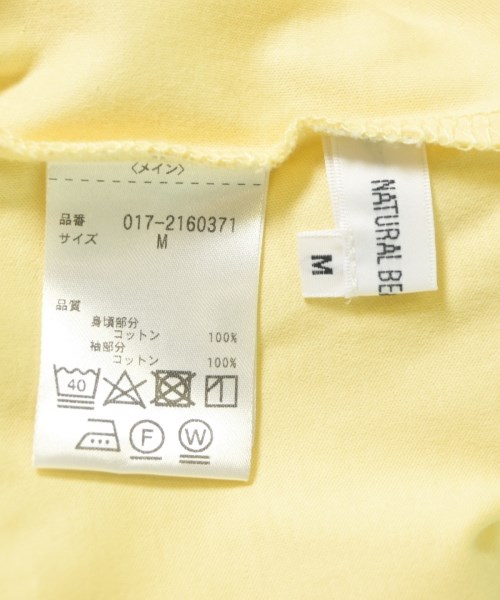 〈メイン〉
品番 017-2160371
サイズ M
品質
身頃部分
コットン 100%
袖部分
コットン 100%
40
F W
NATURAL
M